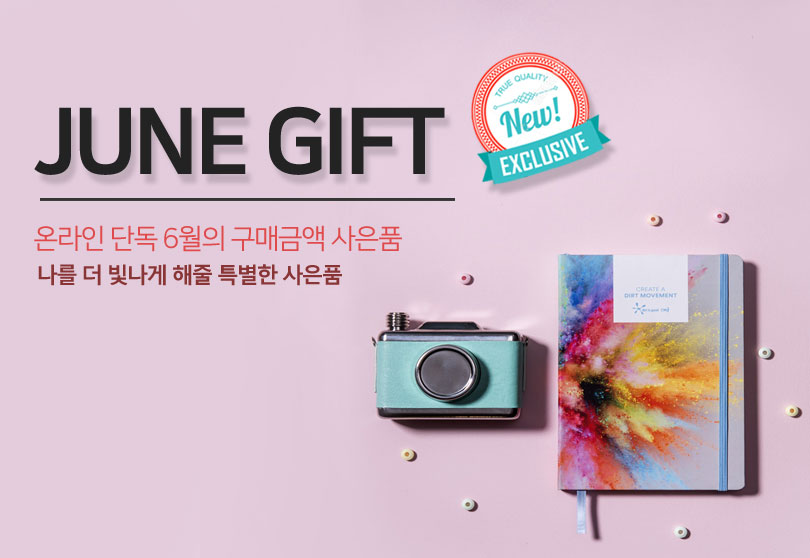 JUNE GIFT
TRUE QUALITY
New!
EXCLUSIVE
온라인 단독 6월의 구매금액 사은품
나를 더 빛나게 해줄 특별한 사은품
CREATE A
DIRT MOVEMENT